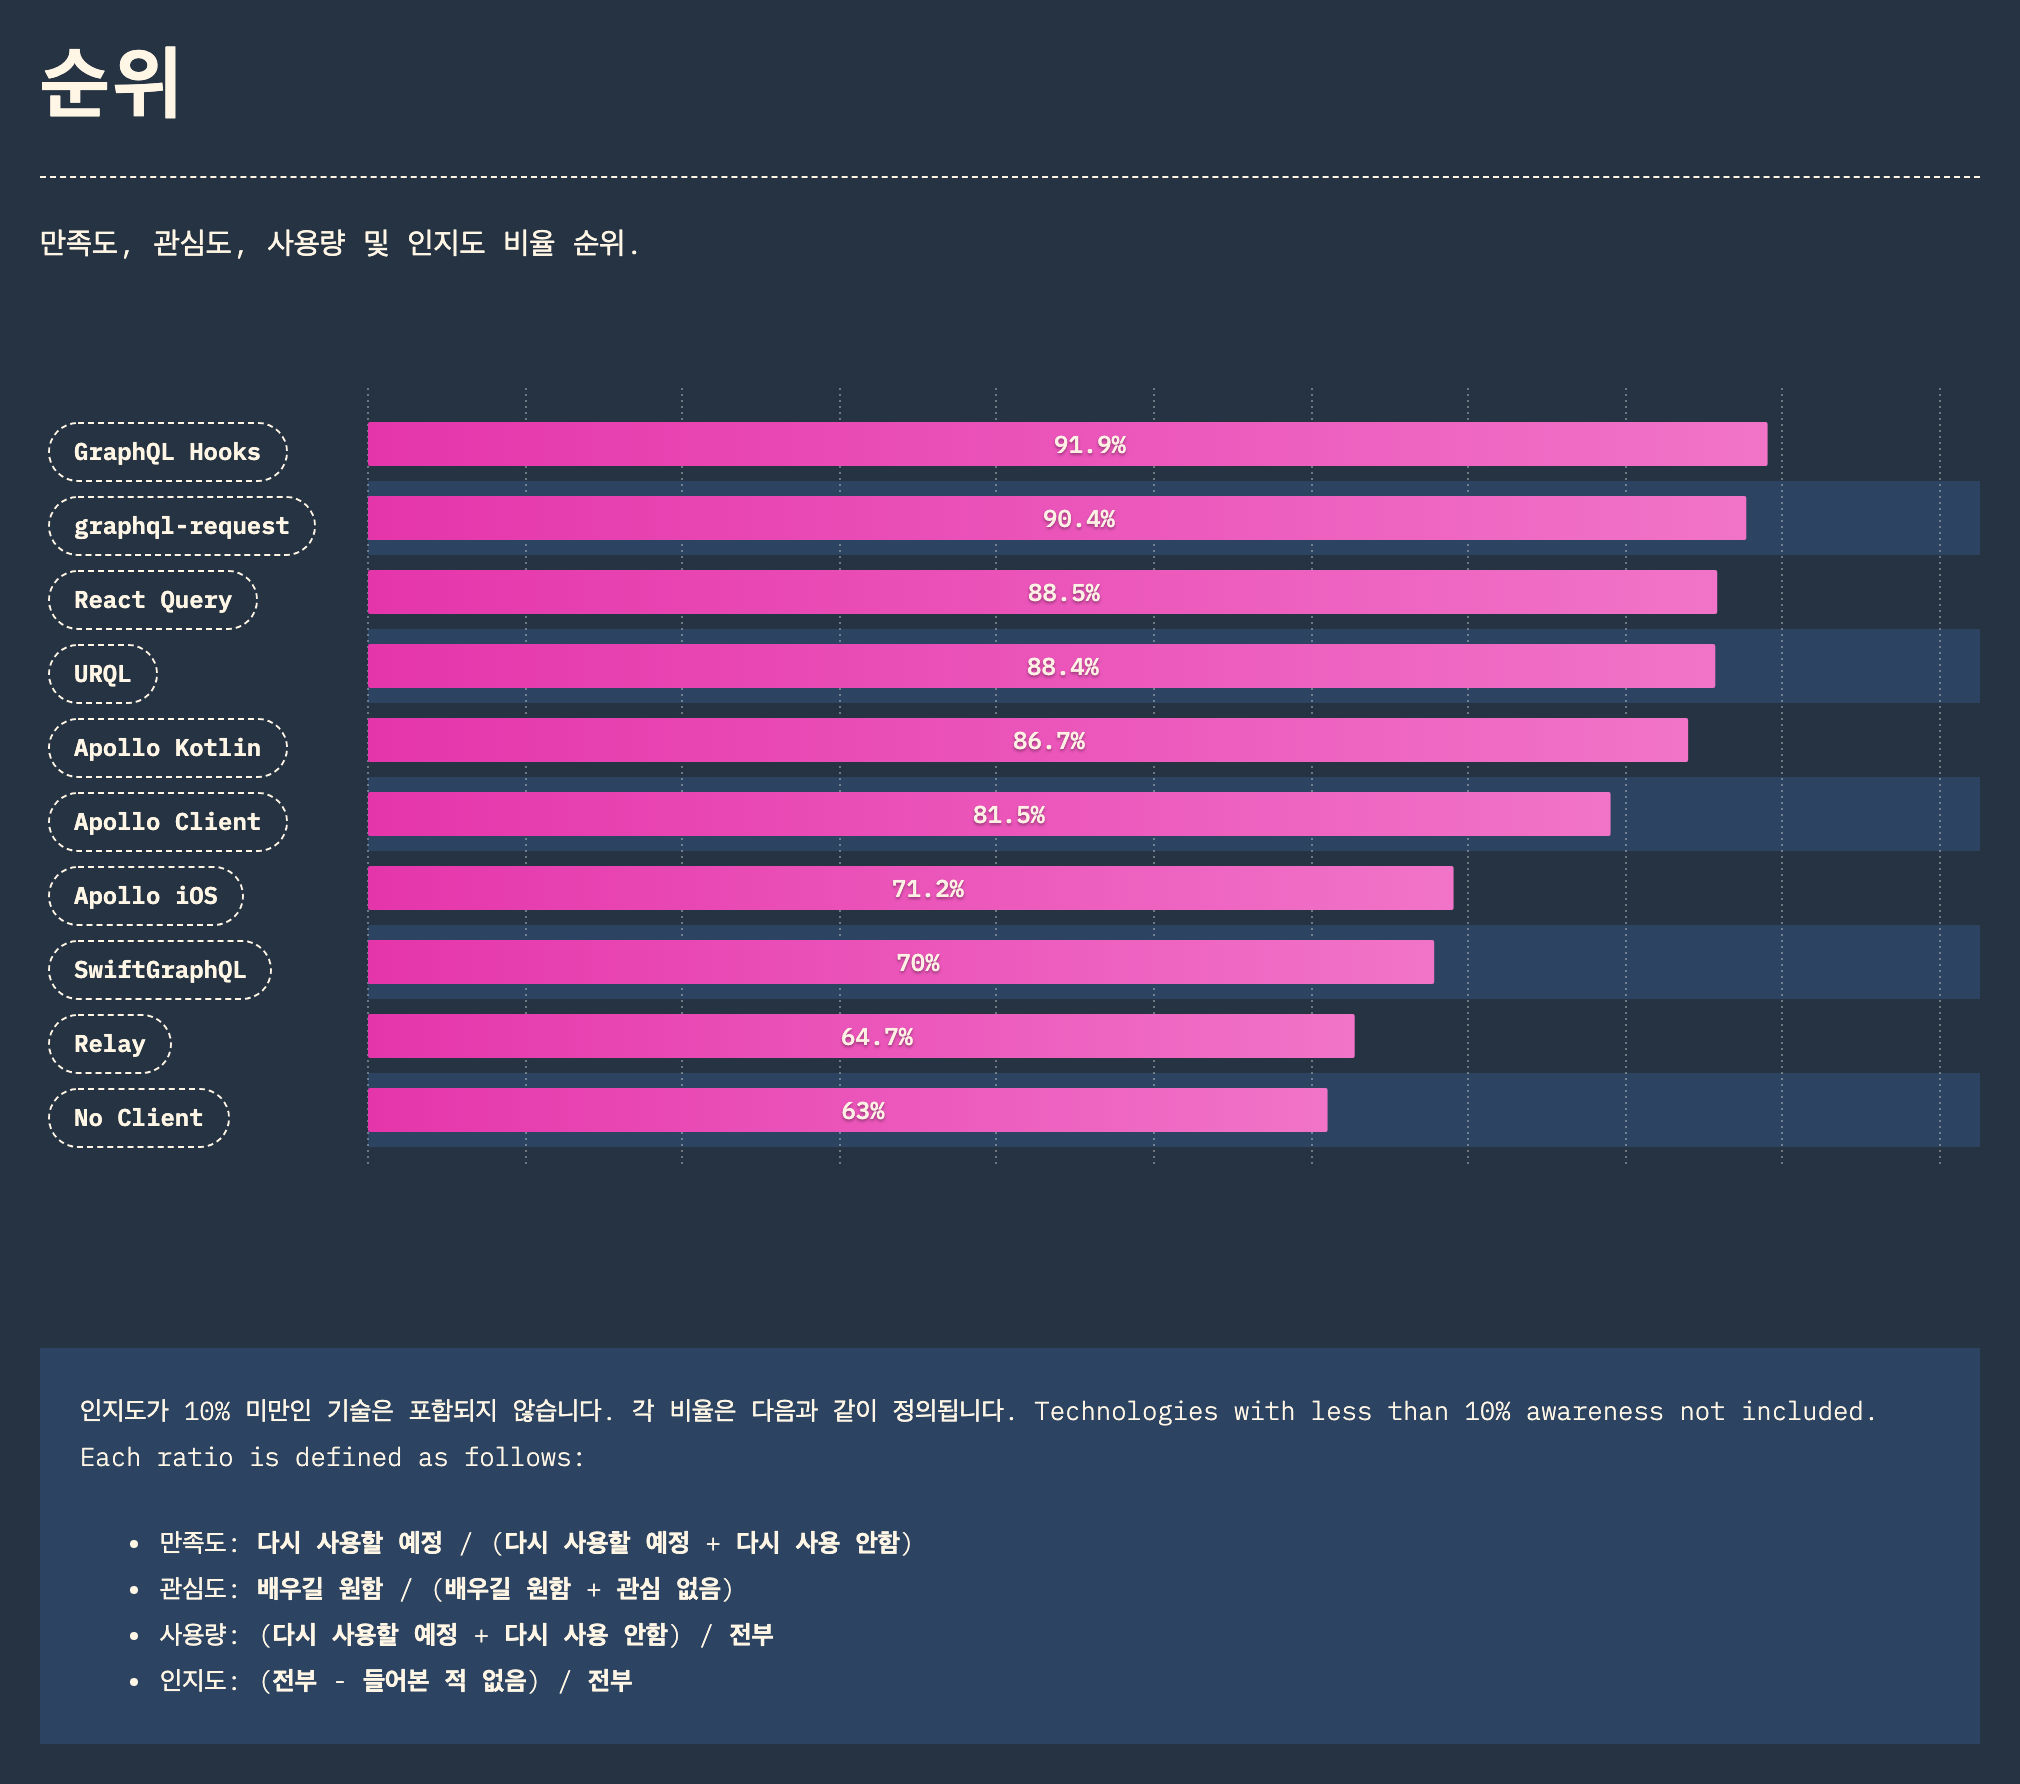 순위
만족도, 관심도, 사용량 및 인지도 비율 순위.
GraphQL Hooks 91.9%
graphql-request 90.4%
React Query 88.5%
URQL 88.4%
Apollo Kotlin 86.7%
Apollo Client 81.5%
Apollo iOS 71.2%
SwiftGraphQL 70%
Relay 64.7%
No Client 63%
인지도가 10% 미만인 기술은 포함되지 않습니다. 각 비율은 다음과 같이 정의됩니다. Technologies with less than 10% awareness not included.
Each ratio is defined as follows:
• 만족도: 다시 사용할 예정 / (다시 사용할 예정 + 다시 사용 안함)
• 관심도: 배우길 원함 / (배우길 원함 + 관심 없음)
• 사용량: (다시 사용할 예정 + 다시 사용 안함) / 전부
• 인지도: (전부 - 들어본 적 없음) / 전부